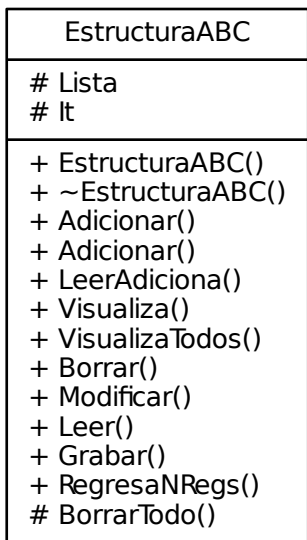 EstructuraABC
# Lista
# It
+ EstructuraABC()
+ ~EstructuraABC()
+ Adicionar()
+ Adicionar()
+ LeerAdiciona()
+ Visualiza()
+ VisualizaTodos()
+ Borrar()
+ Modificar()
+ Leer()
+ Grabar()
+ RegresaNRegs()
# BorrarTodo()